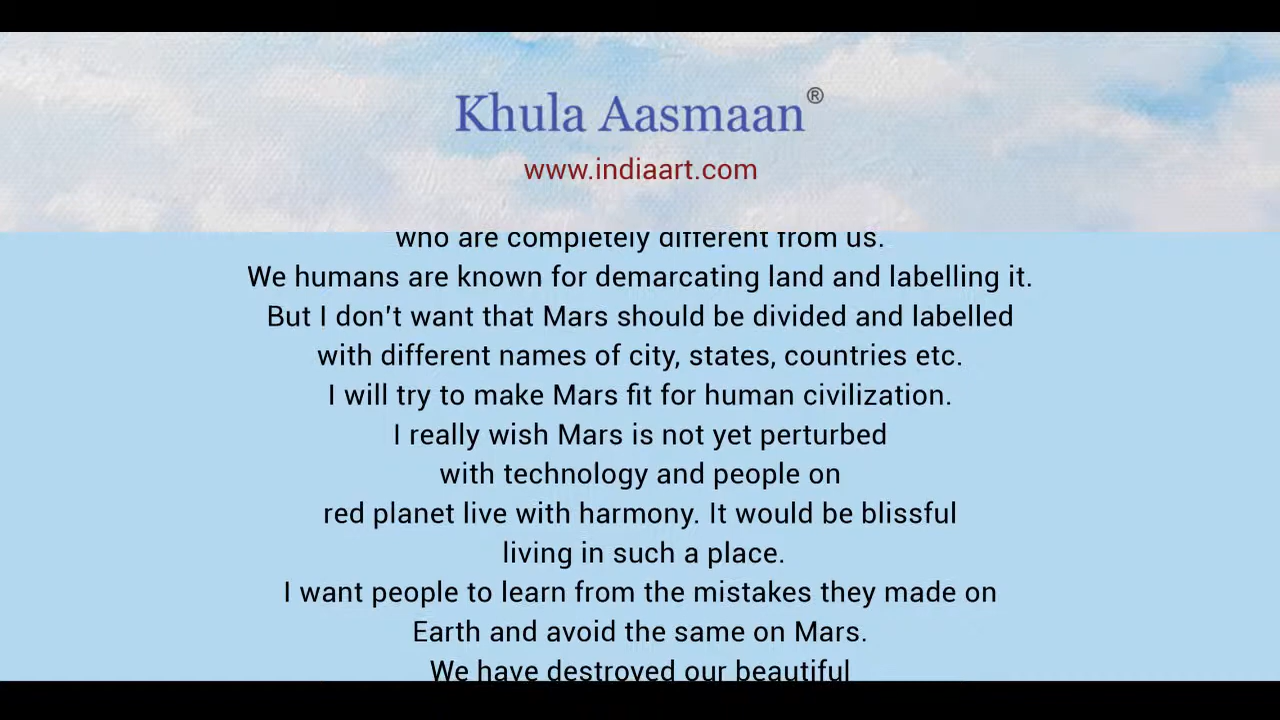 Khula Aasmaan®
www.indiaart.com
who are completely different from us.
We humans are known for demarcating land and labelling it.
But I don't want that Mars should be divided and labelled
with different names of city, states, countries etc.
I will try to make Mars fit for human civilization.
I really wish Mars is not yet perturbed
with technology and people on
red planet live with harmony. It would be blissful
living in such a place.
I want people to learn from the mistakes they made on
Earth and avoid the same on Mars.
We have destroyed our beautiful